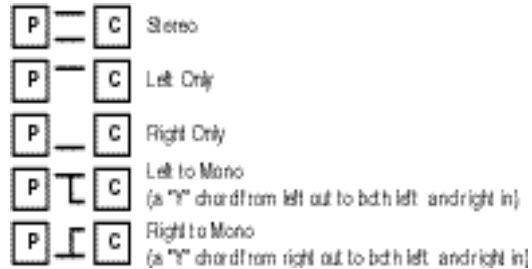 P C Stereo
P C Left Only
P C Right Only
P C Left to Mono
(a "Y" chord from left out to both left and right in)
P C Right to Mono
(a "Y" chord from right out to both left and right in)